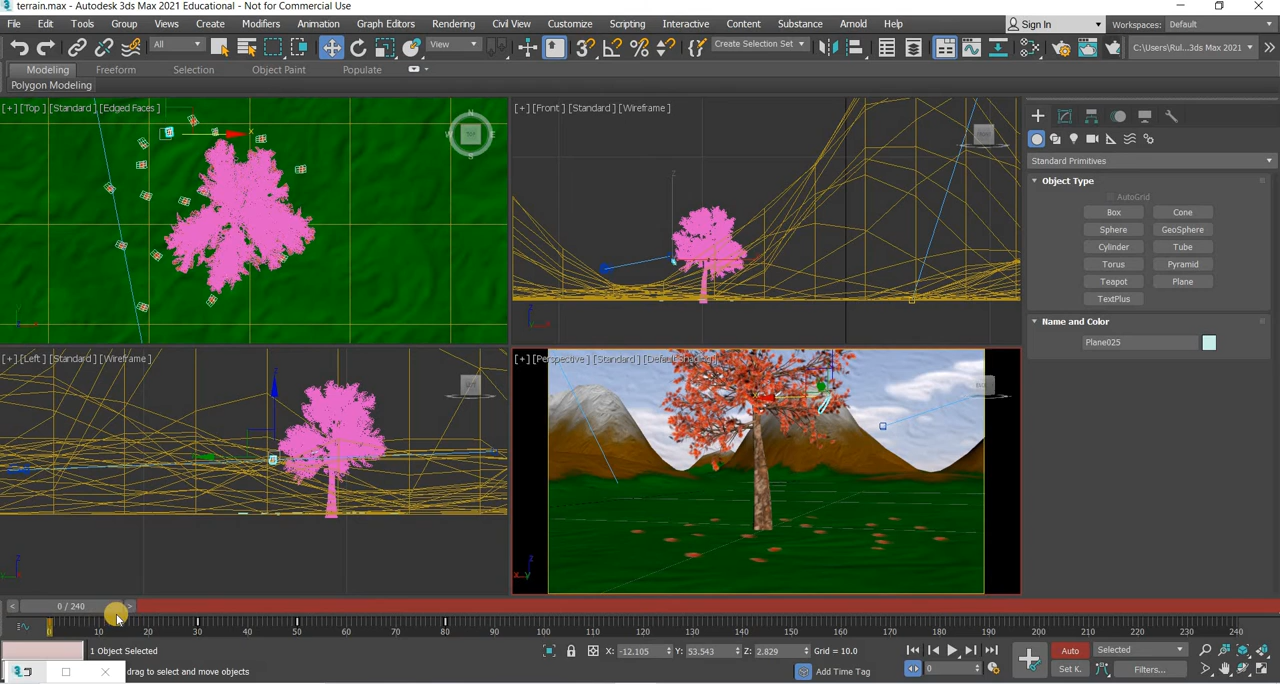 terrain.max - Autodesk 3ds Max 2021 Educational - Not for Commercial Use
File Edit Tools Group Views Create Modifiers Animation Graph Editors Rendering Civil View Customize Scripting Interactive Content Substance Arnold Help
Sign In Workspaces: Default
All View Create Selection Set C:\Users\Rul...3ds Max 2021
Modeling Freeform Selection Object Paint Populate
Polygon Modeling
[+] [Top] [Standard] [Edged Faces]
[+] [Front] [Standard] [Wireframe]
N
W TOP E
S
FRONT
x
Standard Primitives
Object Type
AutoGrid
Box Cone
Sphere GeoSphere
Cylinder Tube
Torus Pyramid
Teapot Plane
TextPlus
Name and Color
Plane025
[+] [Left] [Standard] [Wireframe]
[+] [Perspective] [Standard] [Default Shading]
LEFT
< 0 / 240 >
0 10 20 30 40 50 60 70 80 90 100 110 120 130 140 150 160 170 180 190 200 210 220 230 240
1 Object Selected
X: -12.105 Y: 53.543 Z: 2.829 Grid = 10.0
Auto Selected
drag to select and move objects
Add Time Tag
0
Set K. Filters...